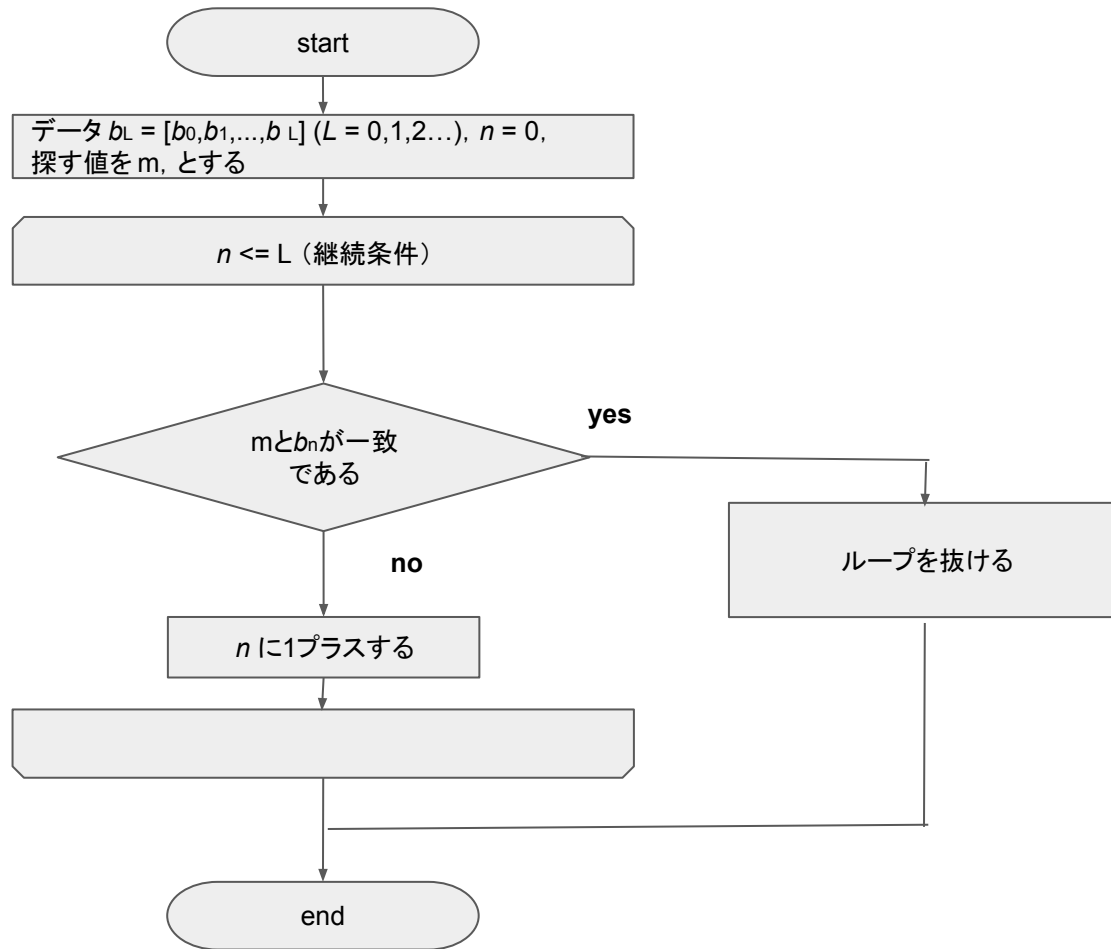 start
データ bL = [b0,b1,...,b L] (L = 0,1,2…), n = 0,
探す値を m, とする
n <= L（継続条件）
yes
mとbnが一致
である
ループを抜ける
no
n に1プラスする
end